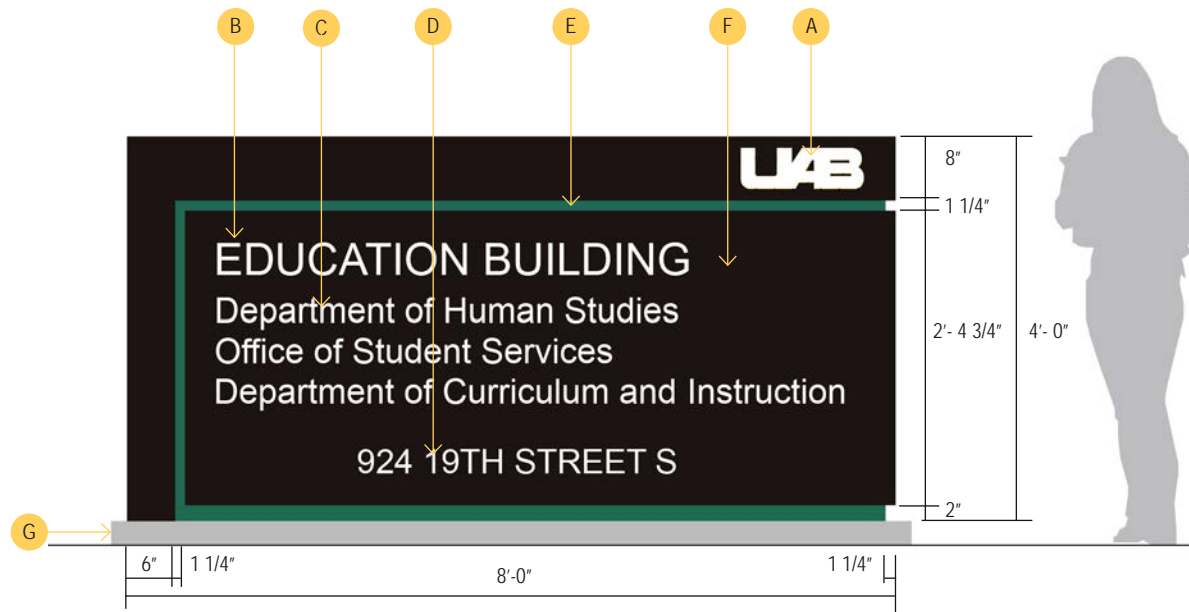 B C D E F A
UAB
8"
1 1/4"
EDUCATION BUILDING
Department of Human Studies
Office of Student Services
Department of Curriculum and Instruction
2'- 4 3/4" 4'- 0"
924 19TH STREET S
2"
G
6" 1 1/4" 8'-0" 1 1/4"